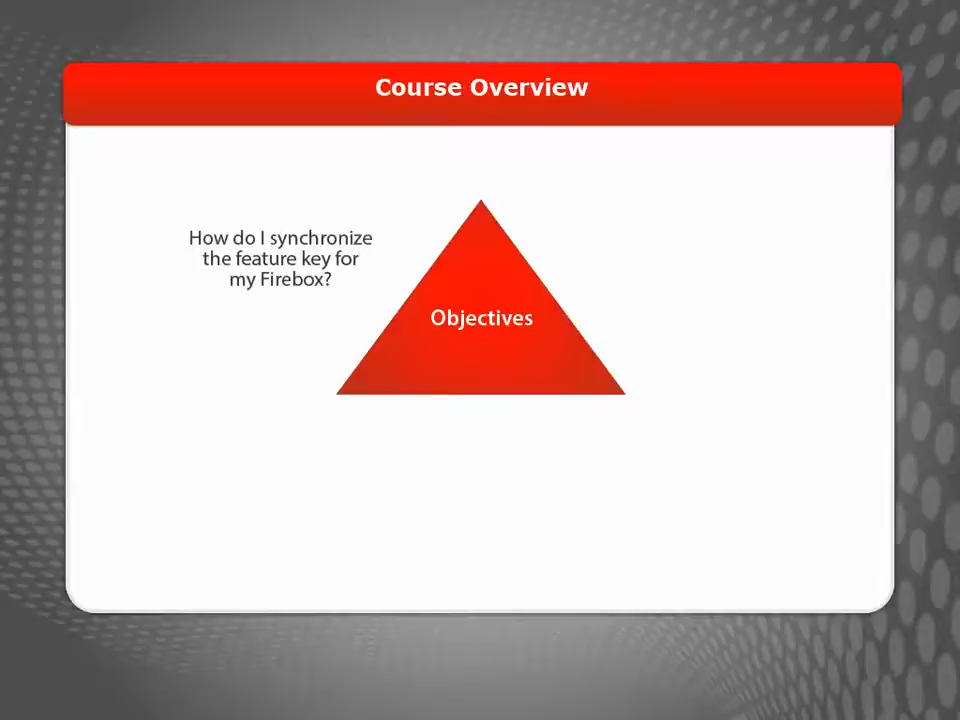 Course Overview
How do I synchronize
the feature key for
my Firebox?
Objectives